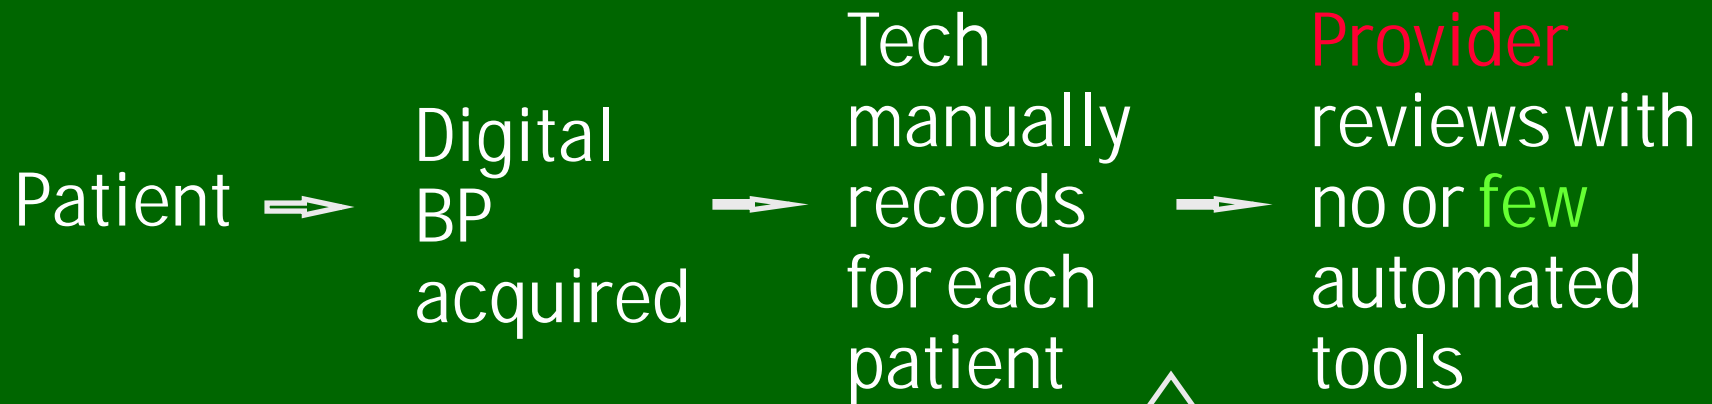 Patient
Digital
BP
acquired
Tech
manually
records
for each
patient
Provider
reviews with
no or few
automated
tools